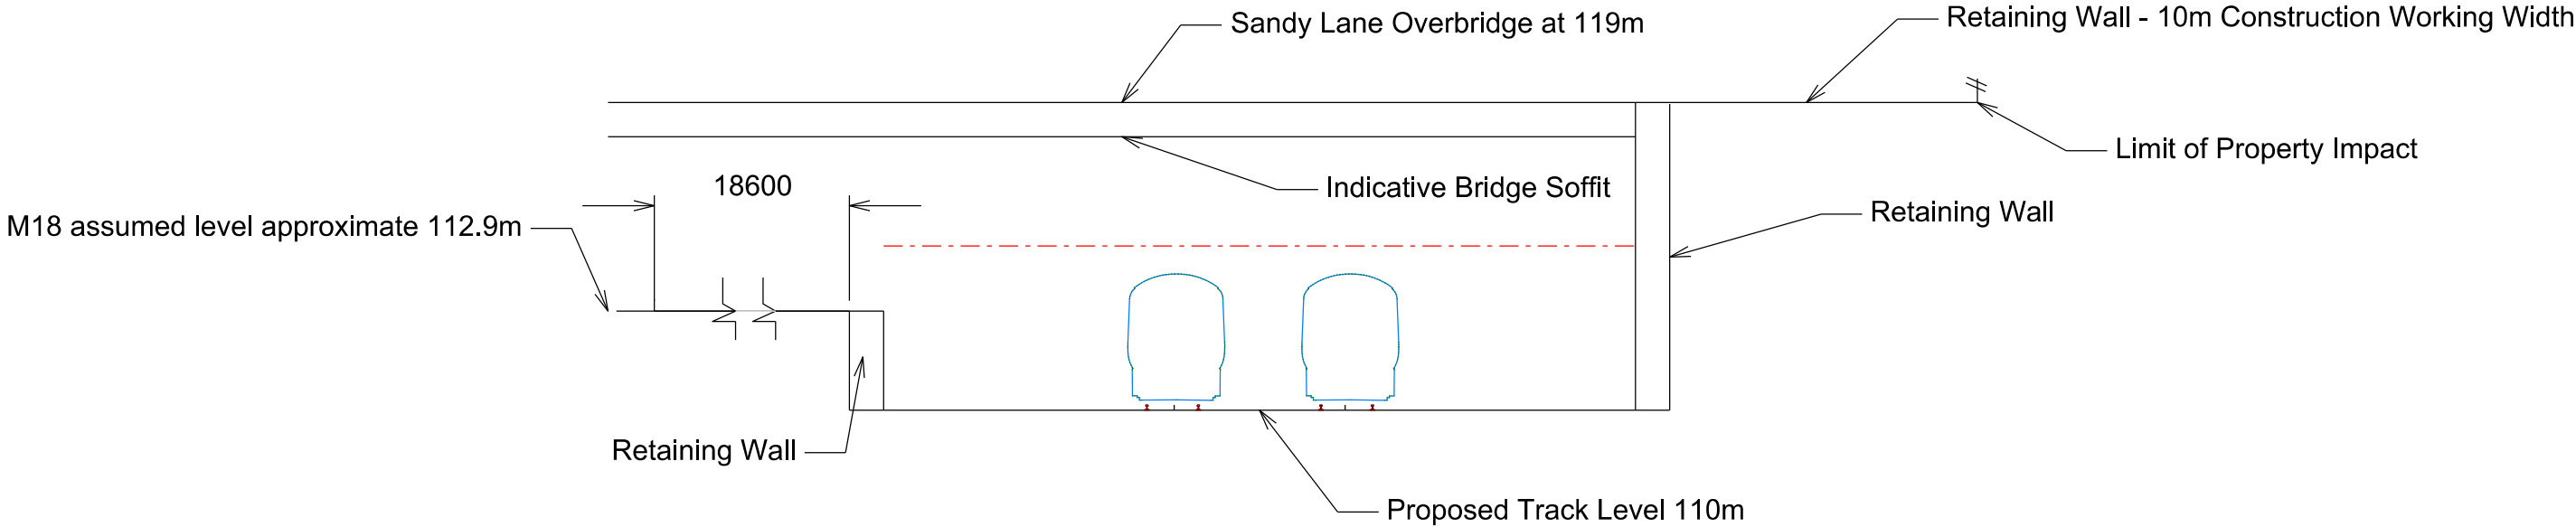 Retaining Wall - 10m Construction Working Width
Sandy Lane Overbridge at 119m
Limit of Property Impact
18600
Indicative Bridge Soffit
Retaining Wall
M18 assumed level approximate 112.9m
Retaining Wall
Proposed Track Level 110m